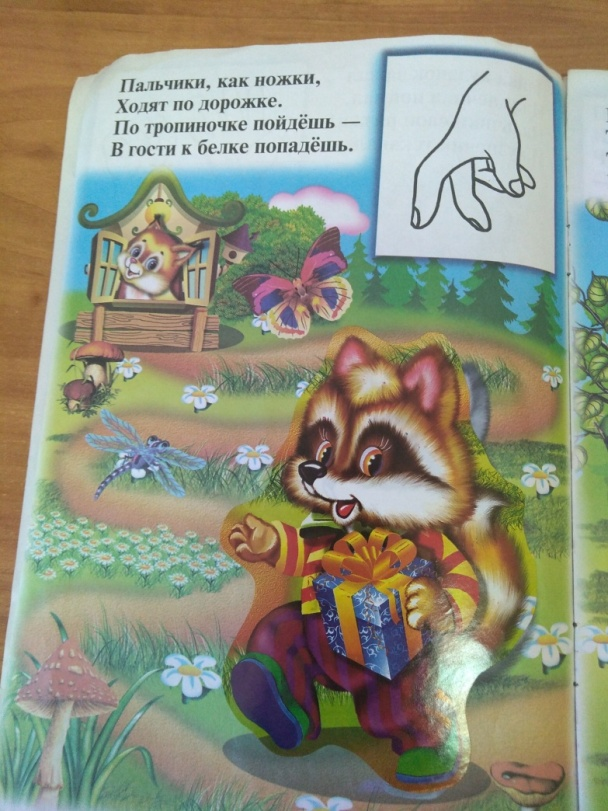 Пальчики, как ножки,
Ходят по дорожке.
По тропиночке пойдёшь —
В гости к белке попадёшь.